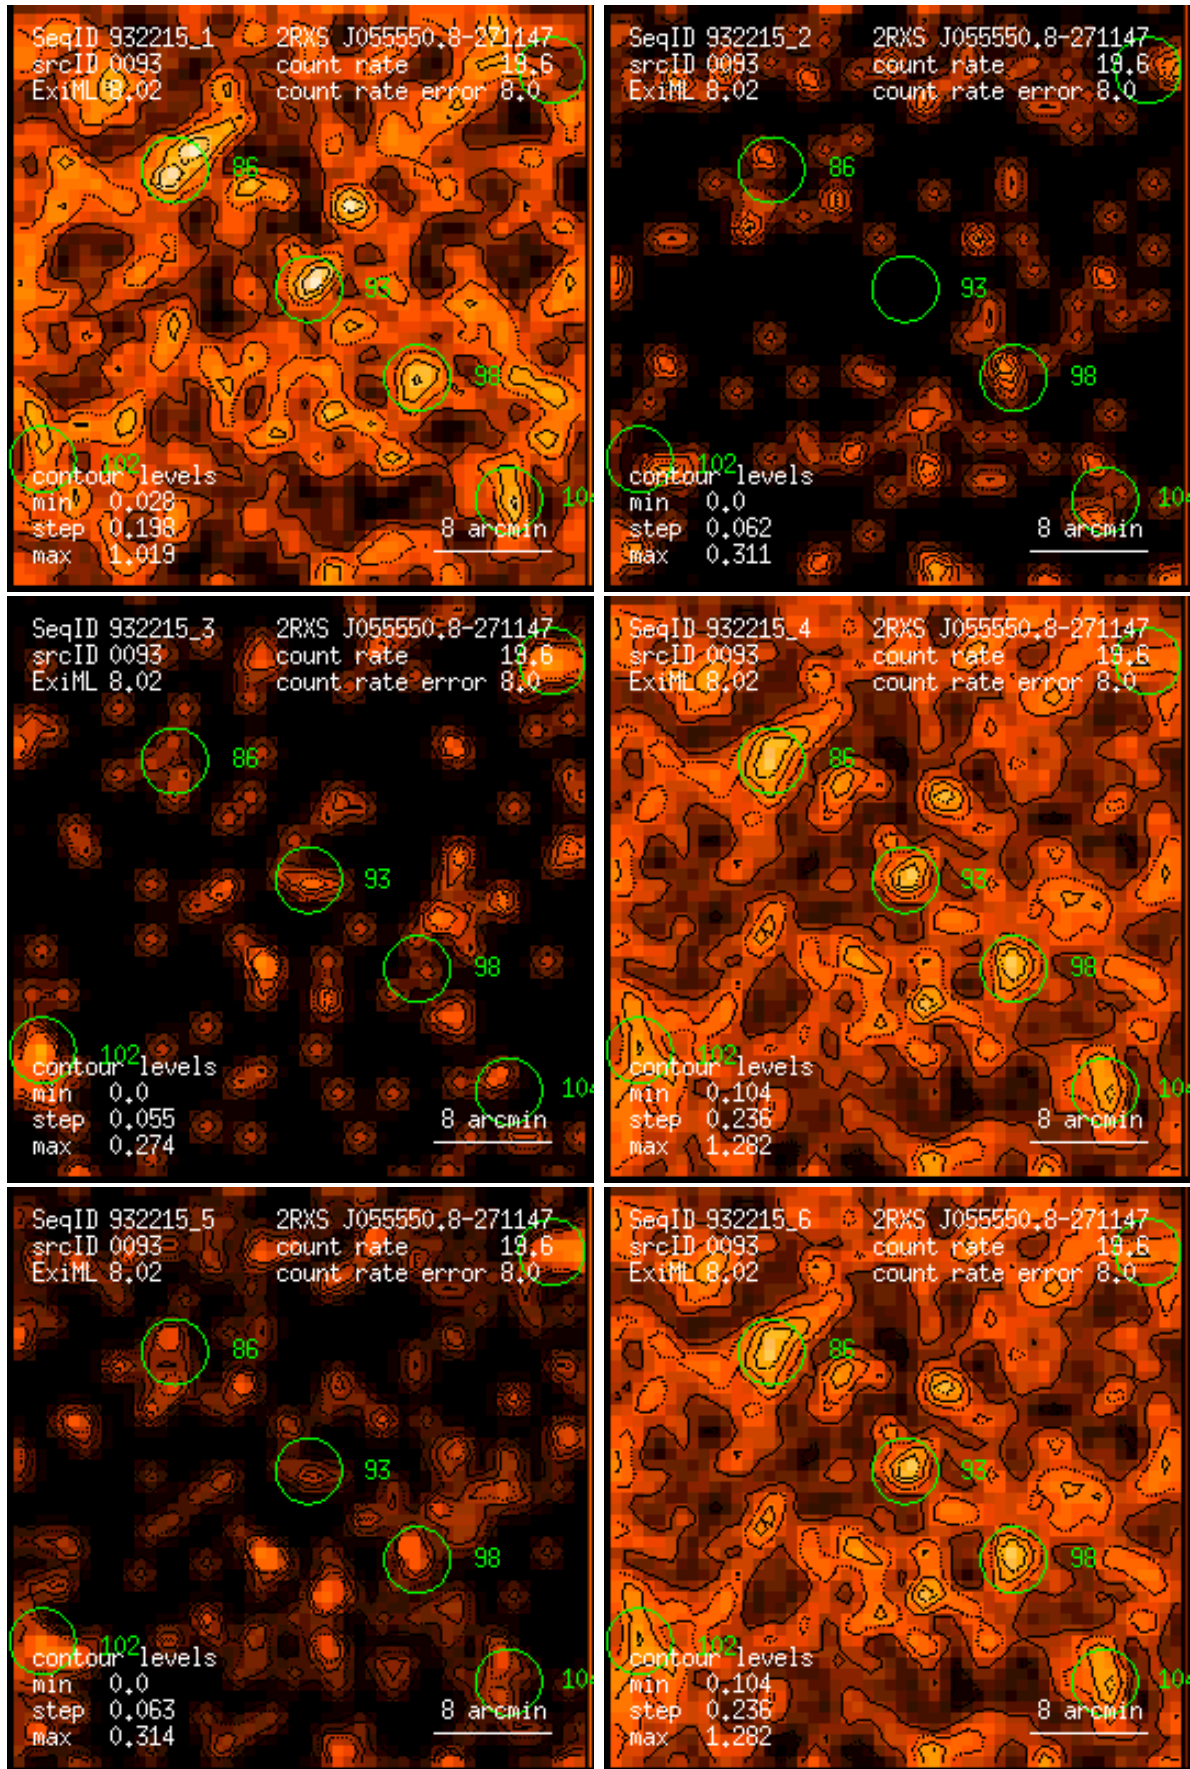 SeqID 932215_1 2RXS J055550.8-271147
srcID 0093 count rate 19.6
ExiML 8.02 count rate error 8.0
86
93
98
102
contour levels
min 0.028
104
step 0.198 8 arcmin
max 1.019
SeqID 932215_2 2RXS J055550.8-271147
srcID 0093 count rate 19.6
ExiML 8.02 count rate error 8.0
86
93
98
102
contour levels
min 0.0
104
step 0.062 8 arcmin
max 0.311
SeqID 932215_3 2RXS J055550.8-271147
srcID 0093 count rate 19.6
ExiML 8.02 count rate error 8.0
86
93
98
102
contour levels
min 0.0
104
step 0.055 8 arcmin
max 0.274
SeqID 932215_4 2RXS J055550.8-271147
srcID 0093 count rate 19.6
ExiML 8.02 count rate error 8.0
86
93
98
102
contour levels
min 0.104
104
step 0.236 8 arcmin
max 1.282
SeqID 932215_5 2RXS J055550.8-271147
srcID 0093 count rate 19.6
ExiML 8.02 count rate error 8.0
86
93
98
102
contour levels
min 0.0
104
step 0.063 8 arcmin
max 0.314
SeqID 932215_6 2RXS J055550.8-271147
srcID 0093 count rate 19.6
ExiML 8.02 count rate error 8.0
86
93
98
102
contour levels
min 0.104
104
step 0.236 8 arcmin
max 1.282